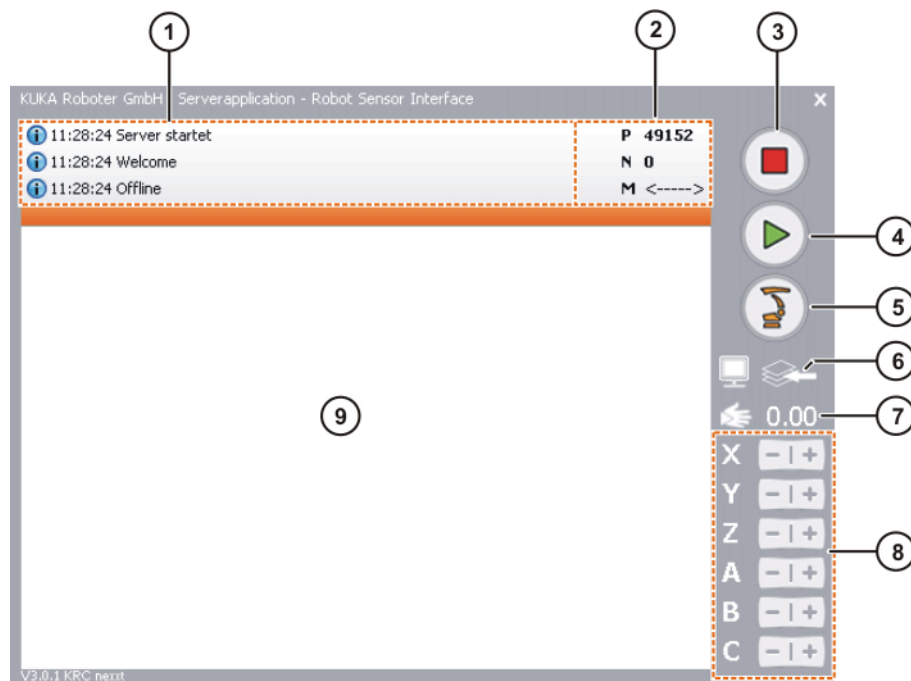 1
2
3
KUKA Roboter GmbH - Serverapplication - Robot Sensor Interface
x
11:28:24 Server startet
P 49152
11:28:24 Welcome
N 0
11:28:24 Offline
M <----->
4
5
6
0.00
7
9
X - | +
Y - | +
Z - | +
A - | +
8
B - | +
C - | +
V3.0.1 KRC nexxt